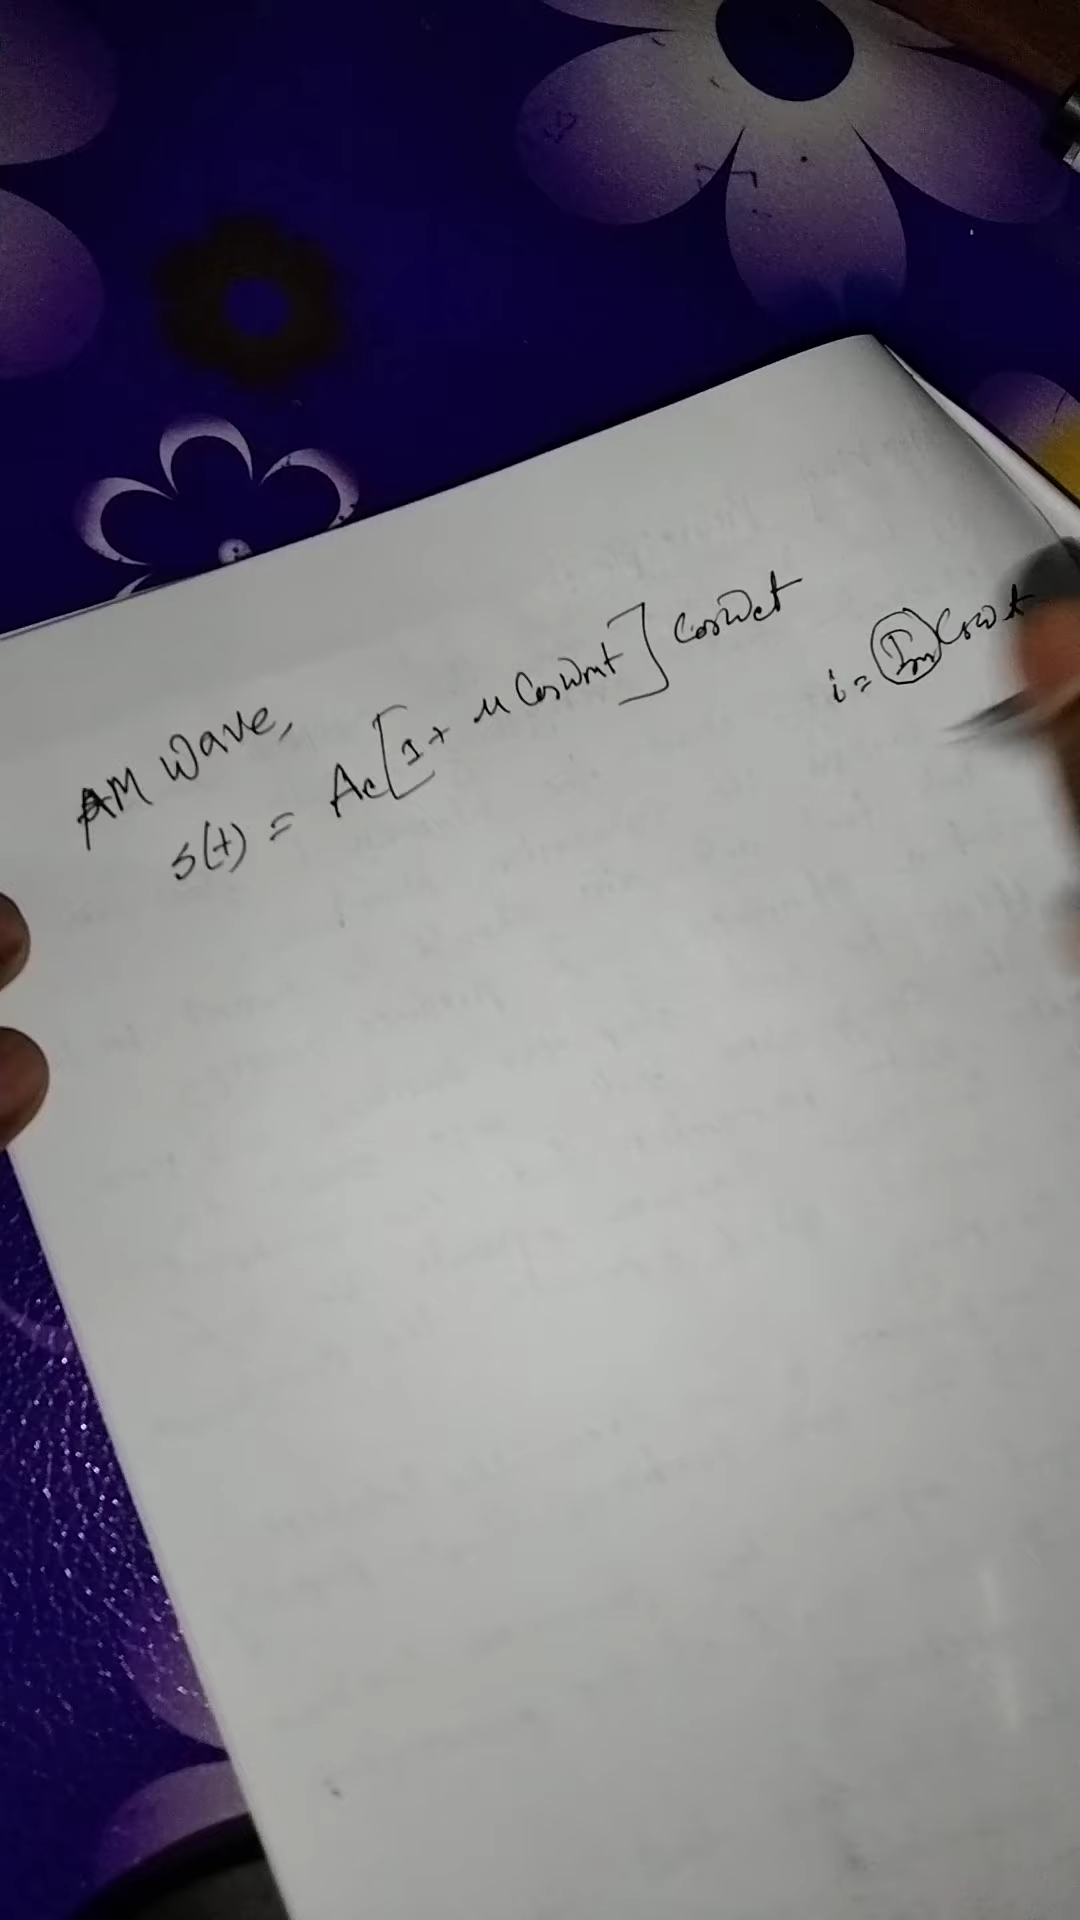 AM Wave,
s(t) = Ac[1+ μ Cosωmt] Cosωct
i = Im Cosωt